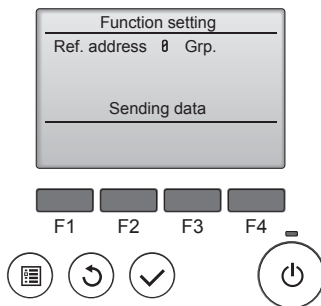 Function setting
Ref. address 0 Grp.
Sending data
F1 F2 F3 F4